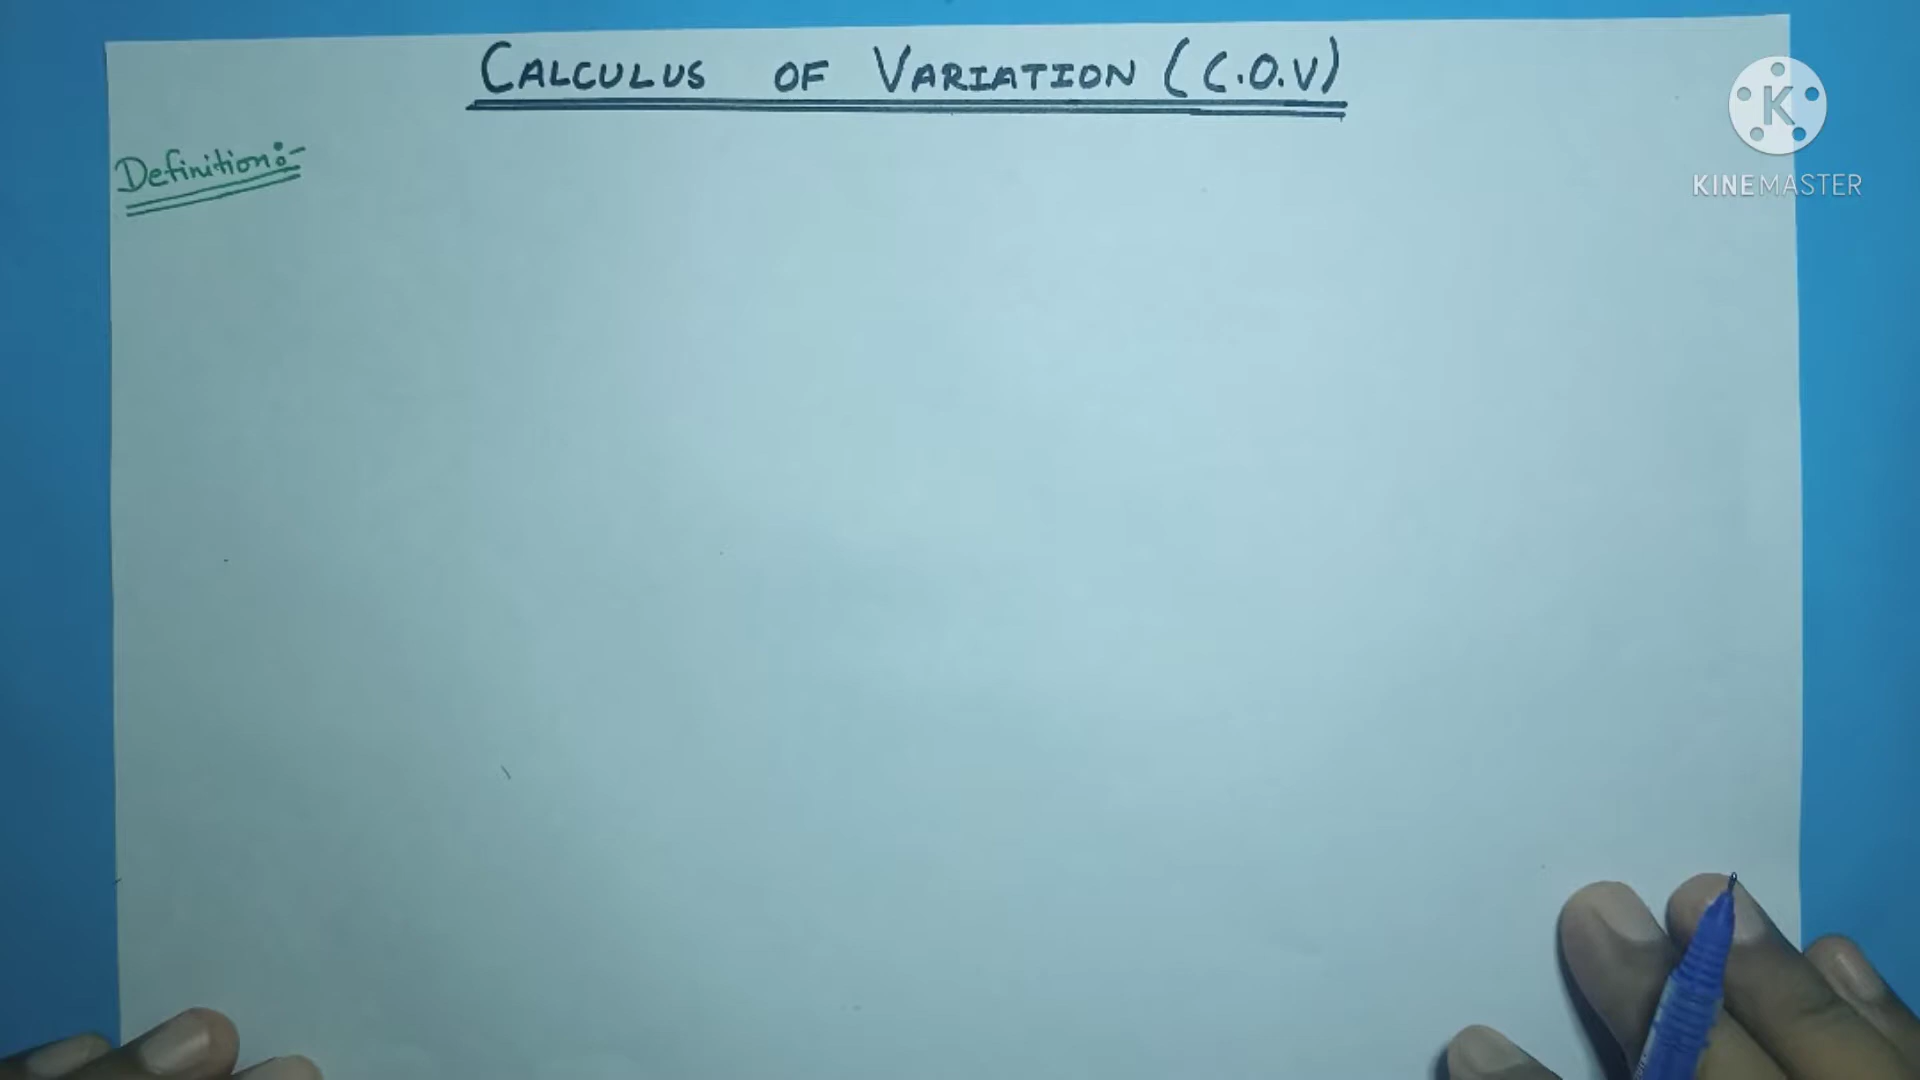 CALCULUS OF VARIATION (C.O.V)
Definition:-
K
KINEMASTER